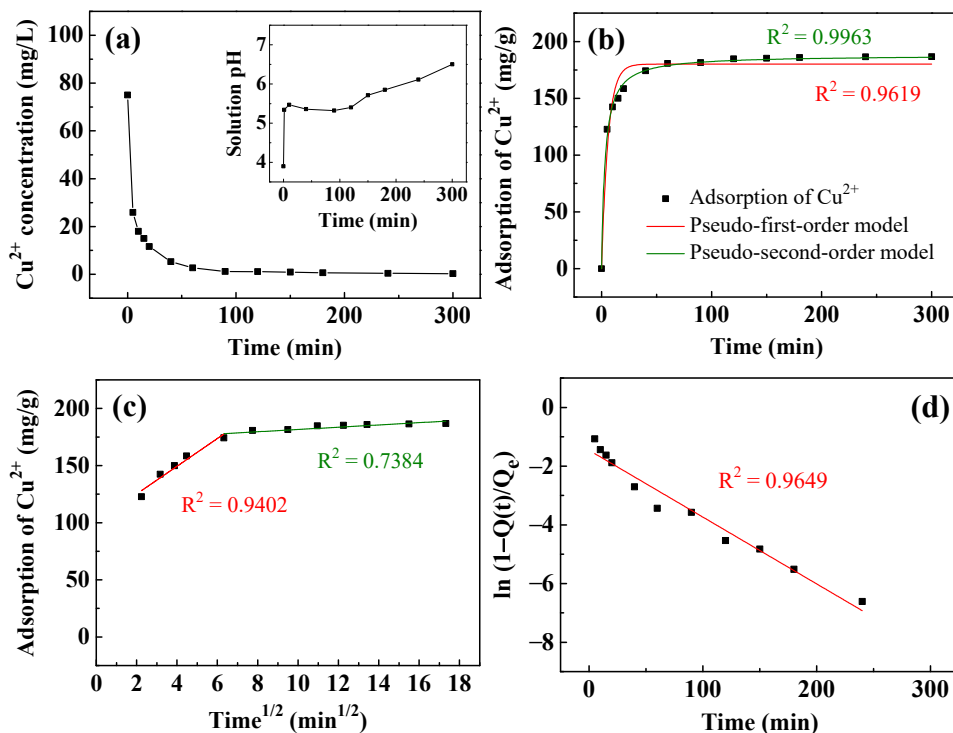 (a)
Cu²⁺ concentration (mg/L)
100
80
60
40
20
0
0
100
200
300
Time (min)
Solution pH
7
6
5
4
0
100
200
300
Time (min)
(b)
Adsorption of Cu²⁺ (mg/g)
200
150
100
50
0
R² = 0.9963
R² = 0.9619
Adsorption of Cu²⁺
Pseudo-first-order model
Pseudo-second-order model
0
100
200
300
Time (min)
(c)
Adsorption of Cu²⁺ (mg/g)
200
150
100
50
0
R² = 0.7384
R² = 0.9402
0 2 4 6 8 10 12 14 16 18
Time¹/² (min¹/²)
(d)
ln (1−Q(t)/Qₑ)
0
−2
−4
−6
−8
R² = 0.9649
0
100
200
300
Time (min)